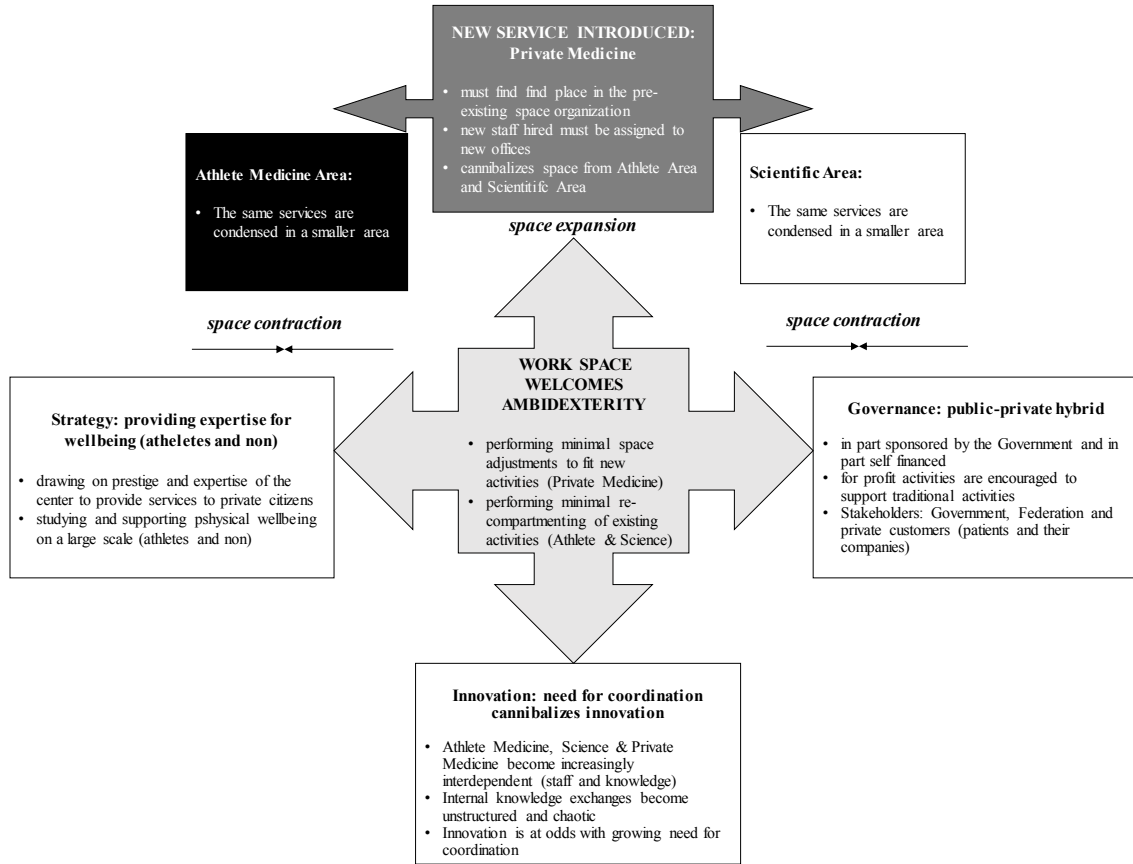 NEW SERVICE INTRODUCED:
Private Medicine
• must find find place in the pre-
existing space organization
• new staff hired must be assigned to
new offices
• cannibalizes space from Athlete Area
and Scientitifc Area
Athlete Medicine Area:
• The same services are
condensed in a smaller area
Scientific Area:
• The same services are
condensed in a smaller area
space expansion
space contraction
space contraction
WORK SPACE
WELCOMES
AMBIDEXTERITY
• performing minimal space
adjustments to fit new
activities (Private Medicine)
• performing minimal re-
compartmenting of existing
activities (Athlete & Science)
Strategy: providing expertise for
wellbeing (atheletes and non)
• drawing on prestige and expertise of the
center to provide services to private citizens
• studying and supporting pshysical wellbeing
on a large scale (athletes and non)
Governance: public-private hybrid
• in part sponsored by the Government and in
part self financed
• for profit activities are encouraged to
support traditional activities
• Stakeholders: Government, Federation and
private customers (patients and their
companies)
Innovation: need for coordination
cannibalizes innovation
• Athlete Medicine, Science & Private
Medicine become increasingly
interdependent (staff and knowledge)
• Internal knowledge exchanges become
unstructured and chaotic
• Innovation is at odds with growing need for
coordination